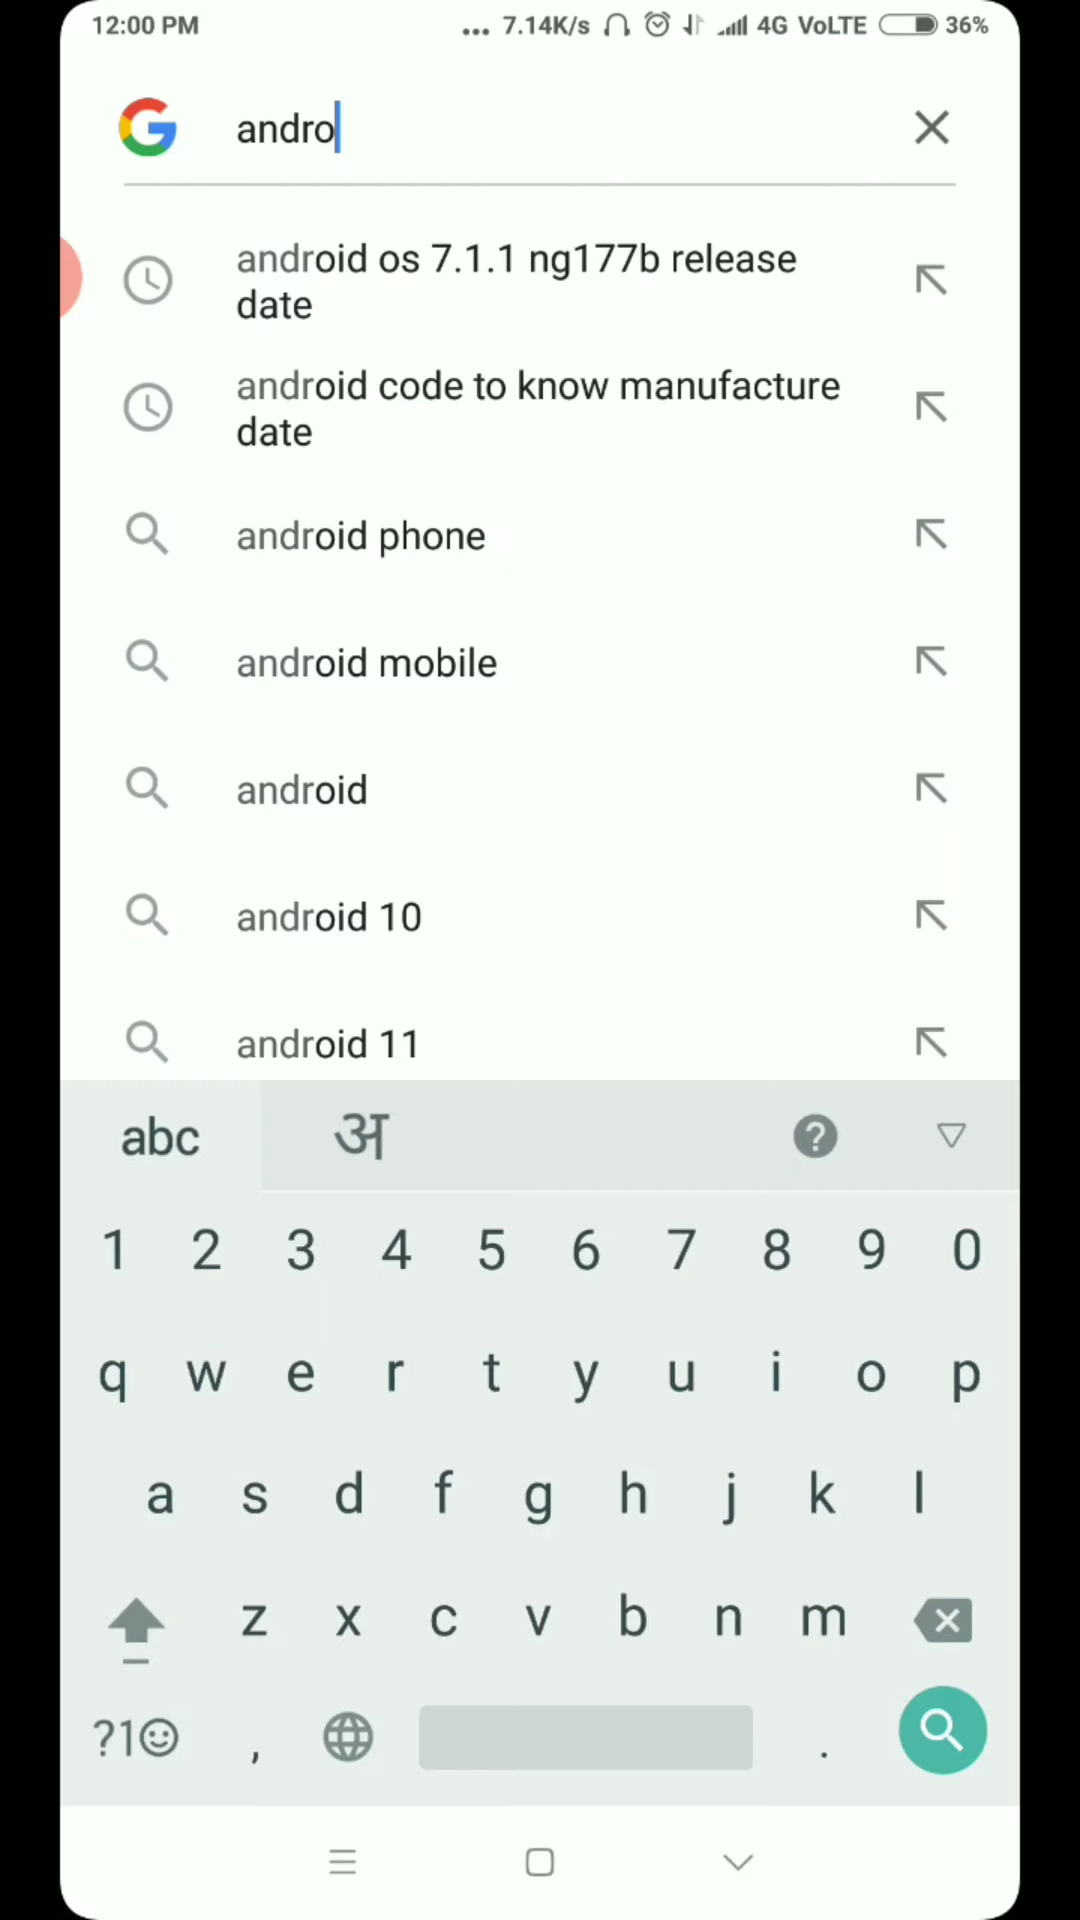 12:00 PM ... 7.14K/s 4G VoLTE 36%
andro
android os 7.1.1 ng177b release
date
android code to know manufacture
date
android phone
android mobile
android
android 10
android 11
abc अ ?
1 2 3 4 5 6 7 8 9 0
q w e r t y u i o p
a s d f g h j k l
z x c v b n m
?1☺ , .